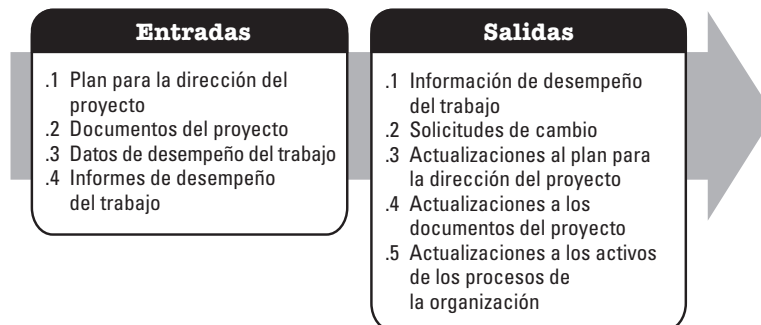 Entradas
.1 Plan para la dirección del
proyecto
.2 Documentos del proyecto
.3 Datos de desempeño del trabajo
.4 Informes de desempeño
del trabajo
Salidas
.1 Información de desempeño
del trabajo
.2 Solicitudes de cambio
.3 Actualizaciones al plan para
la dirección del proyecto
.4 Actualizaciones a los
documentos del proyecto
.5 Actualizaciones a los activos
de los procesos de
la organización